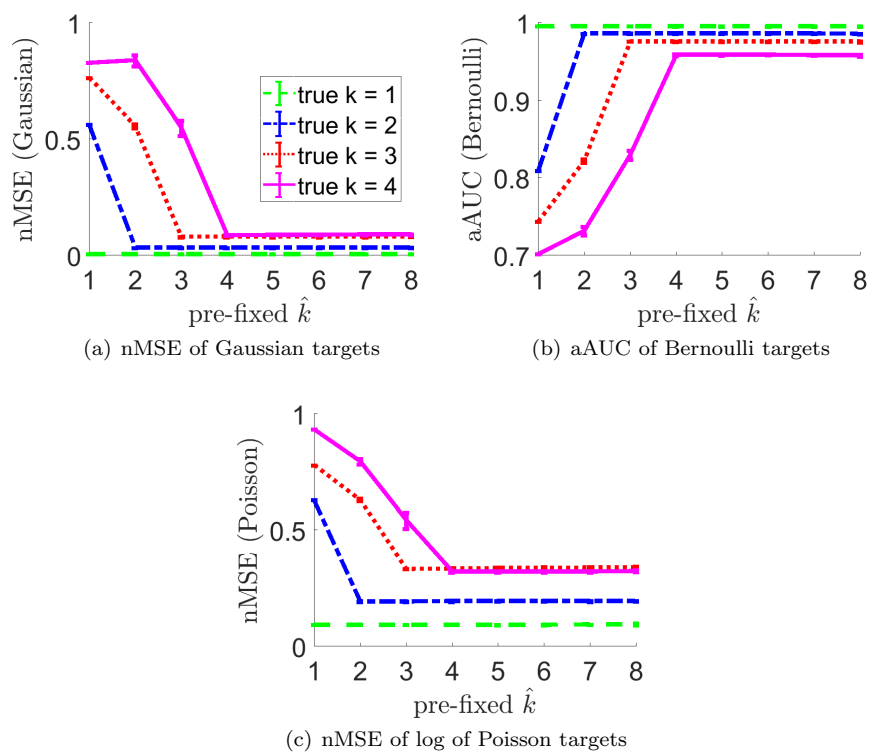 nMSE (Gaussian)
1
0.5
0
true k = 1
true k = 2
true k = 3
true k = 4
1 2 3 4 5 6 7 8
pre-fixed k̂
(a) nMSE of Gaussian targets
aAUC (Bernoulli)
1
0.9
0.8
0.7
1 2 3 4 5 6 7 8
pre-fixed k̂
(b) aAUC of Bernoulli targets
nMSE (Poisson)
1
0.5
0
1 2 3 4 5 6 7 8
pre-fixed k̂
(c) nMSE of log of Poisson targets